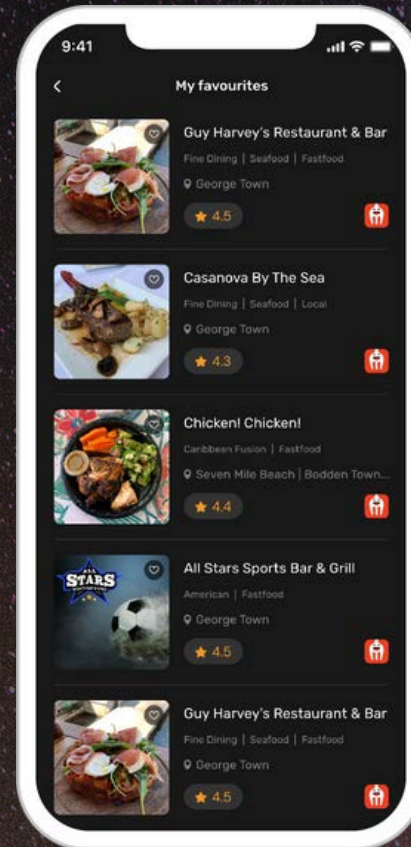 9:41
My favourites
Guy Harvey's Restaurant & Bar
Fine Dining | Seafood | Fastfood
George Town
4.5
Casanova By The Sea
Fine Dining | Seafood | Local
George Town
4.3
Chicken! Chicken!
Caribbean Fusion | Fastfood
Seven Mile Beach | Bodden Town...
4.4
ALL
STARS
All Stars Sports Bar & Grill
American | Fastfood
George Town
4.5
Guy Harvey's Restaurant & Bar
Fine Dining | Seafood | Fastfood
George Town
4.5